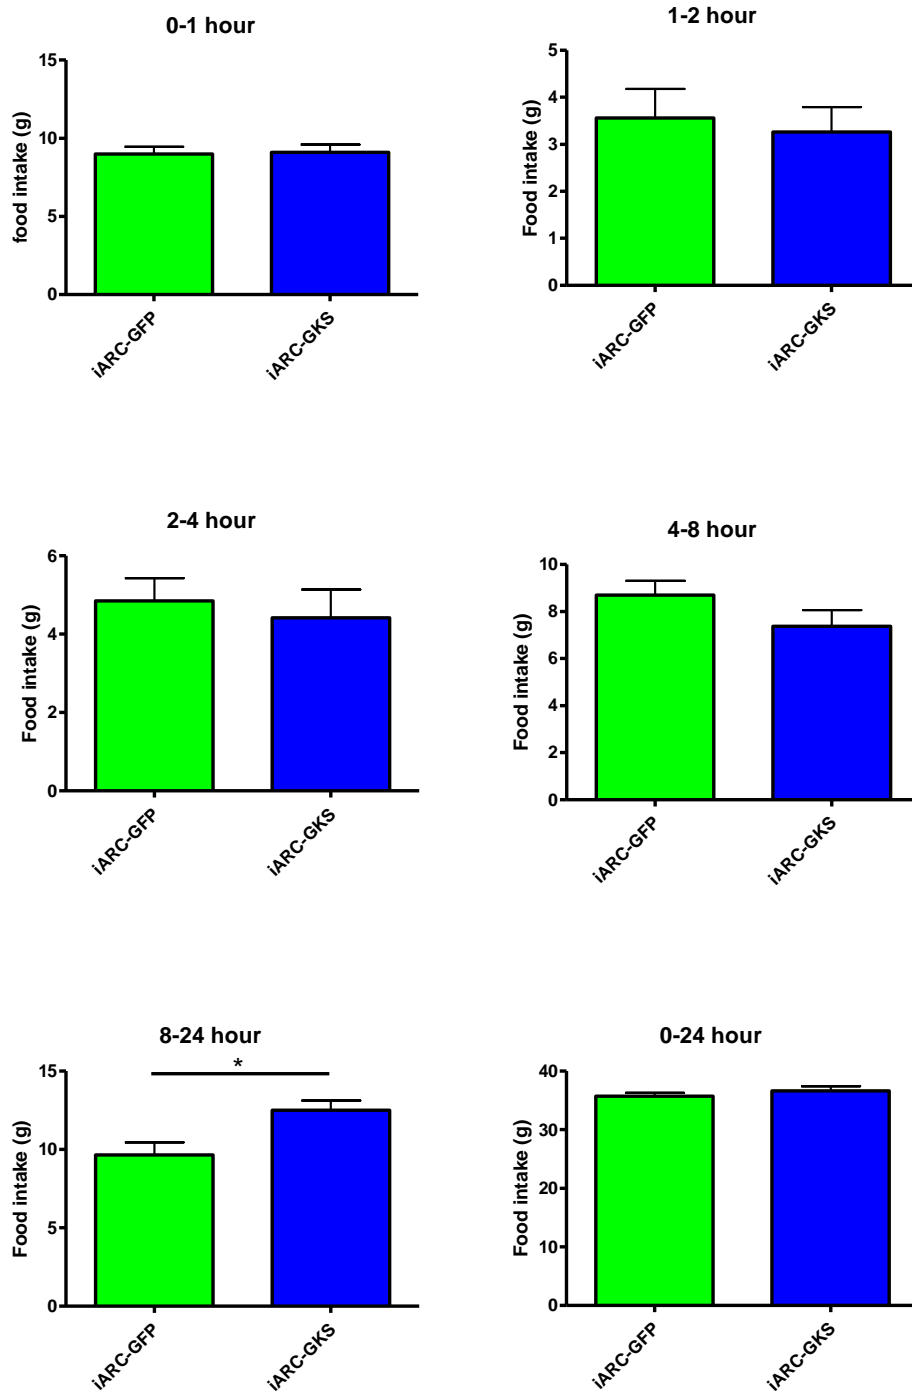 0-1 hour
15
10
5
0
food intake (g)
iARC-GFP
iARC-GKS
1-2 hour
5
4
3
2
1
0
Food intake (g)
iARC-GFP
iARC-GKS
2-4 hour
6
4
2
0
Food intake (g)
iARC-GFP
iARC-GKS
4-8 hour
10
8
6
4
2
0
Food intake (g)
iARC-GFP
iARC-GKS
8-24 hour
*
15
10
5
0
Food intake (g)
iARC-GFP
iARC-GKS
0-24 hour
40
30
20
10
0
Food intake (g)
iARC-GFP
iARC-GKS